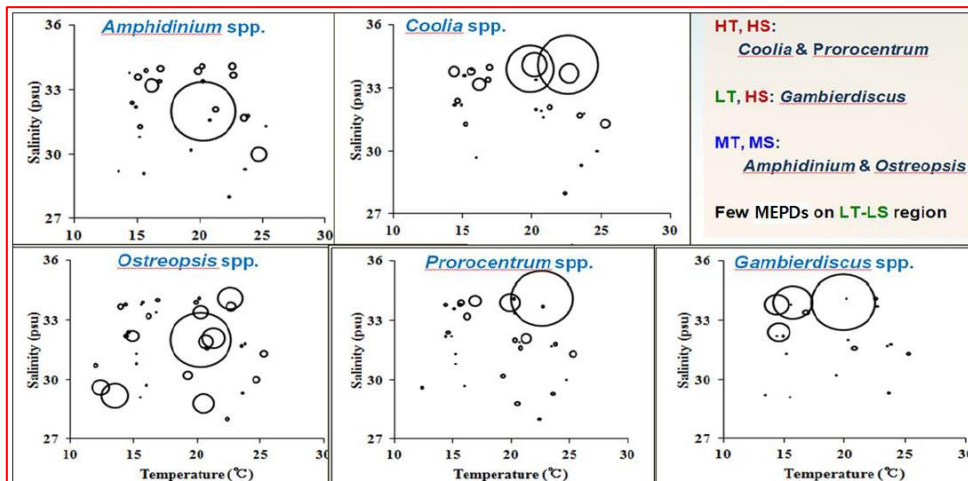 Amphidinium spp.
36
33
30
27
Salinity (psu)
10 15 20 25 30
Coolia spp.
36
33
30
27
Salinity (psu)
10 15 20 25 30
HT, HS:
Coolia & Prorocentrum
LT, HS: Gambierdiscus
MT, MS:
Amphidinium & Ostreopsis
Few MEPDs on LT-LS region
Ostreopsis spp.
36
33
30
27
Salinity (psu)
10 15 20 25 30
Temperature (℃)
Prorocentrum spp.
36
33
30
27
Salinity (psu)
10 15 20 25 30
Temperature (℃)
Gambierdiscus spp.
36
33
30
27
Salinity (psu)
10 15 20 25 30
Temperature (℃)